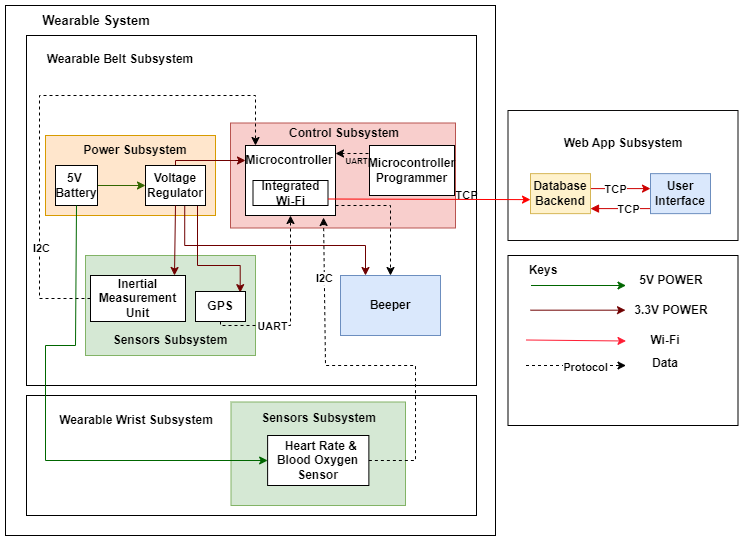 Wearable System
Wearable Belt Subsystem
I2C
Power Subsystem
5V
Battery
Voltage
Regulator
Control Subsystem
Microcontroller
Integrated
Wi-Fi
UART
Microcontroller
Programmer
TCP
Inertial
Measurement
Unit
GPS
Sensors Subsystem
UART
I2C
Beeper
Wearable Wrist Subsystem
Sensors Subsystem
Heart Rate &
Blood Oxygen
Sensor
Web App Subsystem
Database
Backend
TCP
TCP
User
Interface
Keys
5V POWER
3.3V POWER
Wi-Fi
Protocol
Data